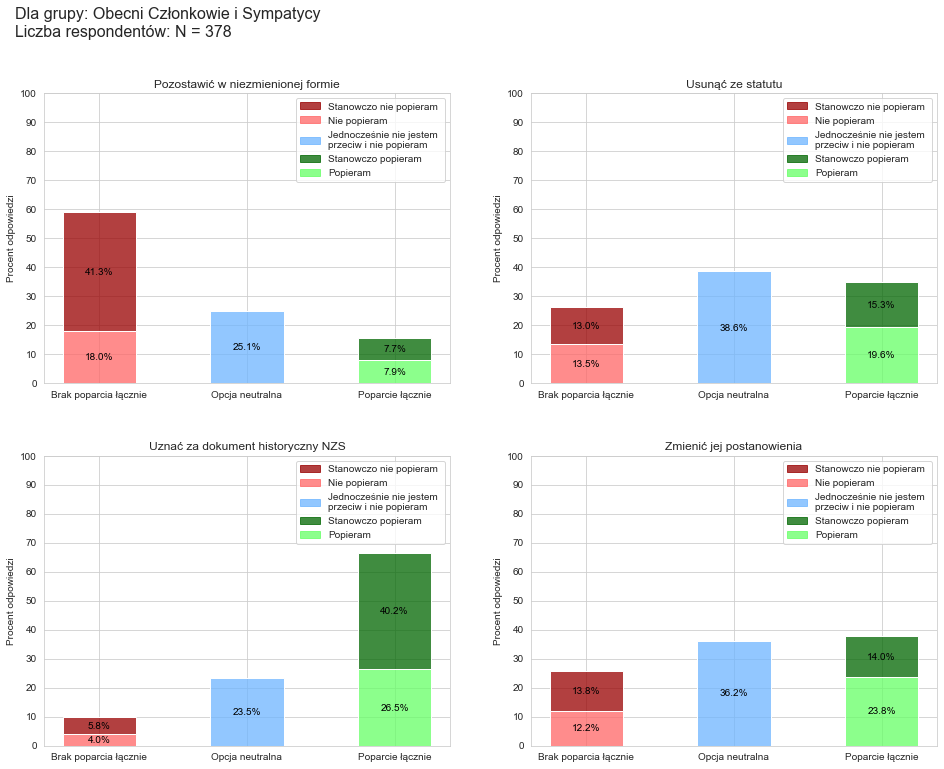 Dla grupy: Obecni Członkowie i Sympatycy
Liczba respondentów: N = 378
Pozostawić w niezmienionej formie
Procent odpowiedzi
100
90
80
70
60
50
40
30
20
10
0
Stanowczo nie popieram
Nie popieram
Jednocześnie nie jestem
przeciw i nie popieram
Stanowczo popieram
Popieram
41.3%
18.0%
25.1%
7.7%
7.9%
Brak poparcia łącznie
Opcja neutralna
Poparcie łącznie
Usunąć ze statutu
Procent odpowiedzi
100
90
80
70
60
50
40
30
20
10
0
Stanowczo nie popieram
Nie popieram
Jednocześnie nie jestem
przeciw i nie popieram
Stanowczo popieram
Popieram
13.0%
13.5%
38.6%
15.3%
19.6%
Brak poparcia łącznie
Opcja neutralna
Poparcie łącznie
Uznać za dokument historyczny NZS
Procent odpowiedzi
100
90
80
70
60
50
40
30
20
10
0
Stanowczo nie popieram
Nie popieram
Jednocześnie nie jestem
przeciw i nie popieram
Stanowczo popieram
Popieram
5.8%
4.0%
23.5%
40.2%
26.5%
Brak poparcia łącznie
Opcja neutralna
Poparcie łącznie
Zmienić jej postanowienia
Procent odpowiedzi
100
90
80
70
60
50
40
30
20
10
0
Stanowczo nie popieram
Nie popieram
Jednocześnie nie jestem
przeciw i nie popieram
Stanowczo popieram
Popieram
13.8%
12.2%
36.2%
14.0%
23.8%
Brak poparcia łącznie
Opcja neutralna
Poparcie łącznie